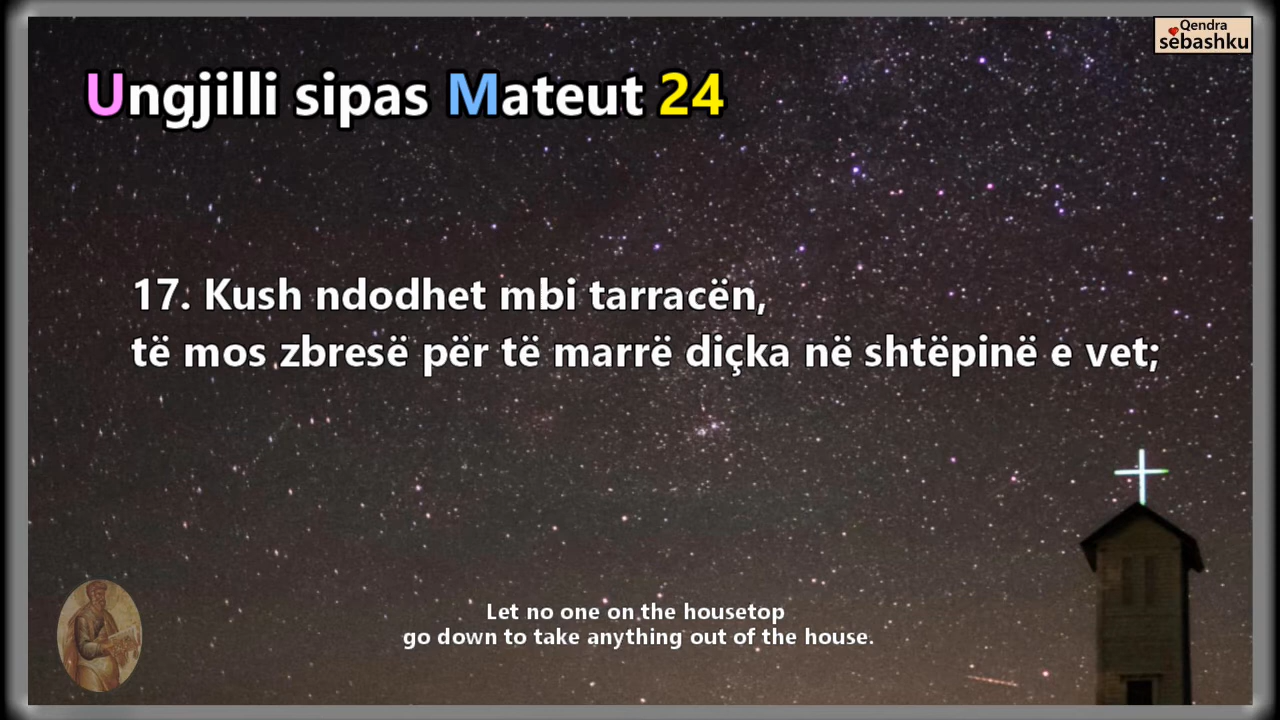 Qendra
sëbashku
Ungjilli sipas Mateut 24
17. Kush ndodhet mbi tarracën,
të mos zbresë për të marrë diçka në shtëpinë e vet;
Let no one on the housetop
go down to take anything out of the house.